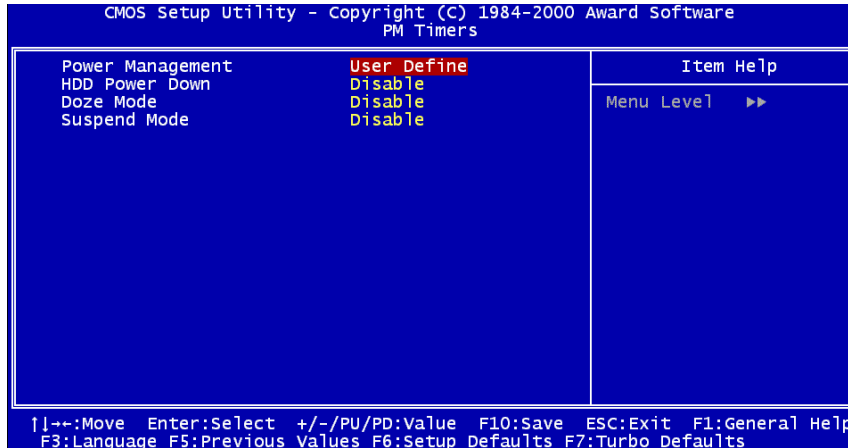 CMOS Setup Utility – Copyright (C) 1984–2000 Award Software
PM Timers
Power Management User Define
HDD Power Down Disable
Doze Mode Disable
Suspend Mode Disable
Item Help
Menu Level ▶▶
↑↓→←:Move Enter:Select +/-/PU/PD:Value F10:Save ESC:Exit F1:General Help
F3:Language F5:Previous Values F6:Setup Defaults F7:Turbo Defaults